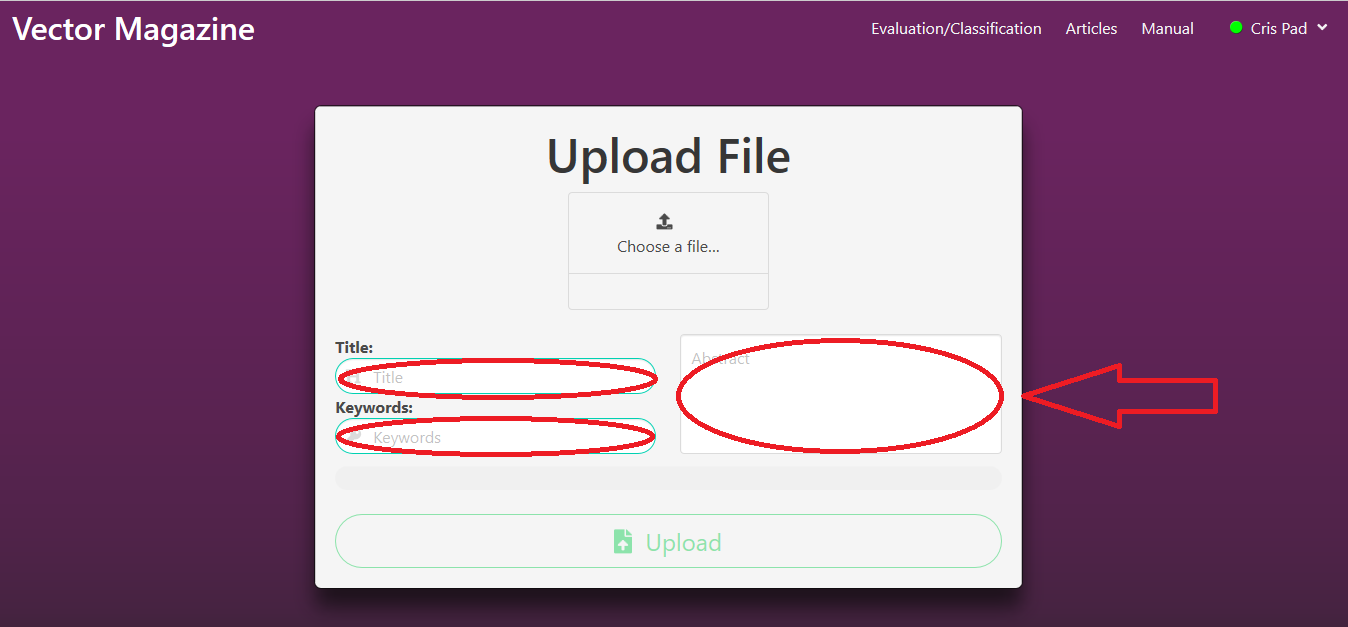 Vector Magazine
Evaluation/Classification Articles Manual Cris Pad
Upload File
Choose a file...
Title:
Title
Abstract
Keywords:
Keywords
Upload